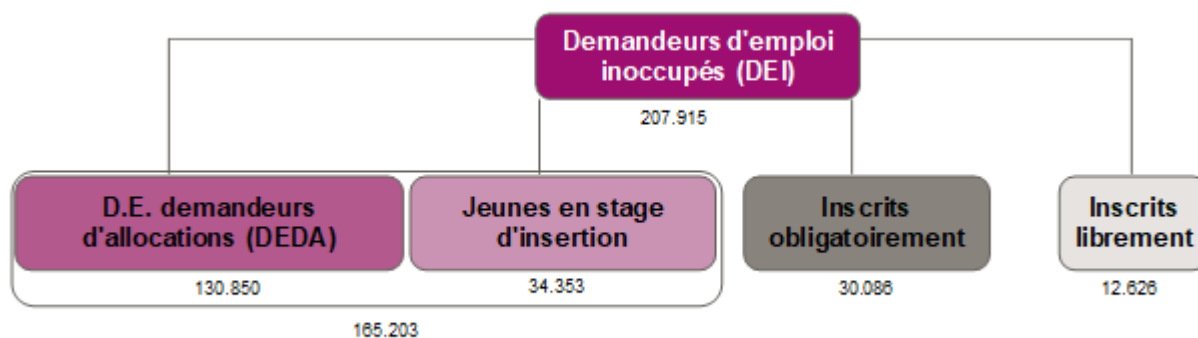 Demandeurs d'emploi
inoccupés (DEI)
207.915
D.E. demandeurs
d'allocations (DEDA)
130.850
Jeunes en stage
d'insertion
34.353
165.203
Inscrits
obligatoirement
30.086
Inscrits
librement
12.626